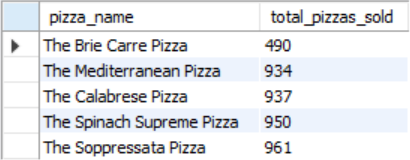 pizza_name total_pizzas_sold
The Brie Carre Pizza 490
The Mediterranean Pizza 934
The Calabrese Pizza 937
The Spinach Supreme Pizza 950
The Soppressata Pizza 961